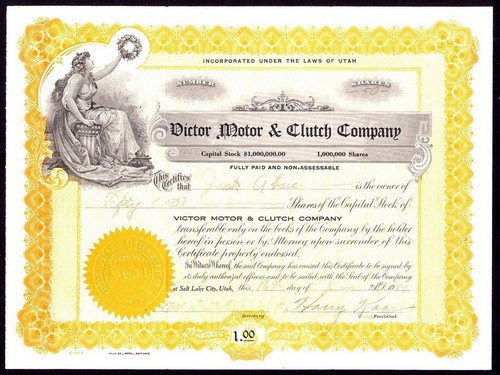 INCORPORATED UNDER THE LAWS OF UTAH
NUMBER SHARES
Victor Motor & Clutch Company
Capital Stock $1,000,000.00 1,000,000 Shares
FULLY PAID AND NON-ASSESSABLE
This Certifies that Jack is the owner
of Fifty (50) Shares of the Capital Stock of
VICTOR MOTOR & CLUTCH COMPANY
transferable only on the books of the Company by the holder
hereof in person or by Attorney upon surrender of this
Certificate properly endorsed.
In Witness Whereof, the said Company has caused this Certificate to be signed by
its duly authorized officers and to be sealed with the Seal of the Company
at Salt Lake City, Utah, this day of A.D. 19
Harry
Secretary President
SHARES $1.00 EACH